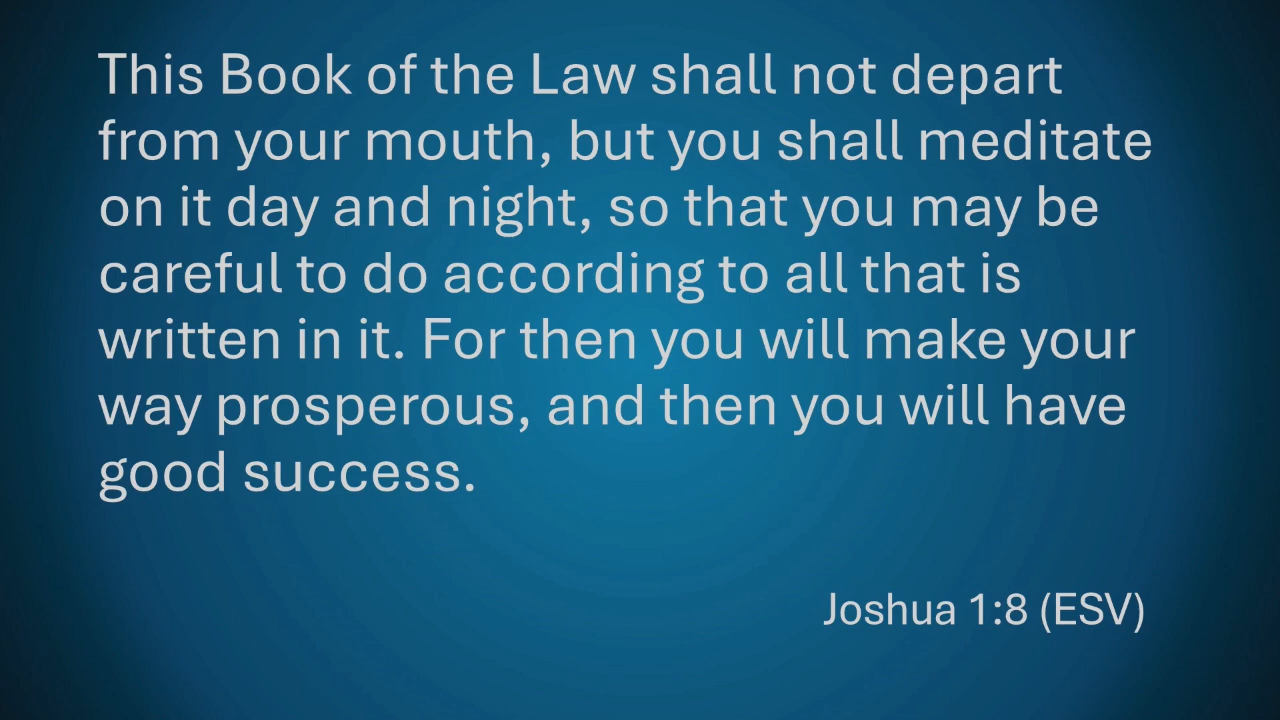 This Book of the Law shall not depart
from your mouth, but you shall meditate
on it day and night, so that you may be
careful to do according to all that is
written in it. For then you will make your
way prosperous, and then you will have
good success.
Joshua 1:8 (ESV)